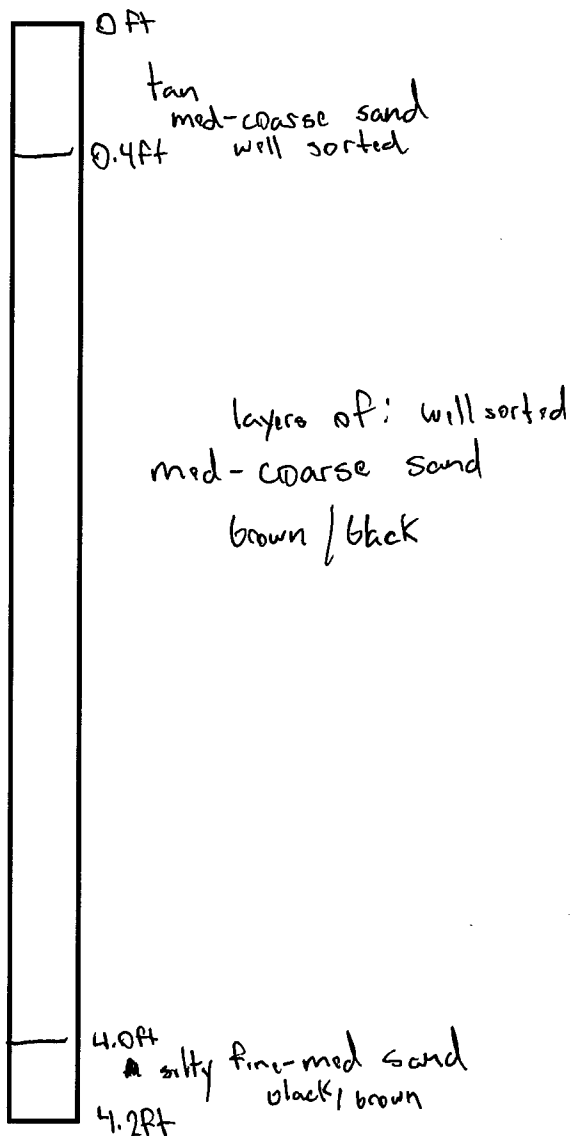 0 ft
tan
med-coarse sand
0.4ft well sorted
layers of: well sorted
med-coarse sand
brown / black
4.0ft
silty fine-med sand
black/brown
4.2ft